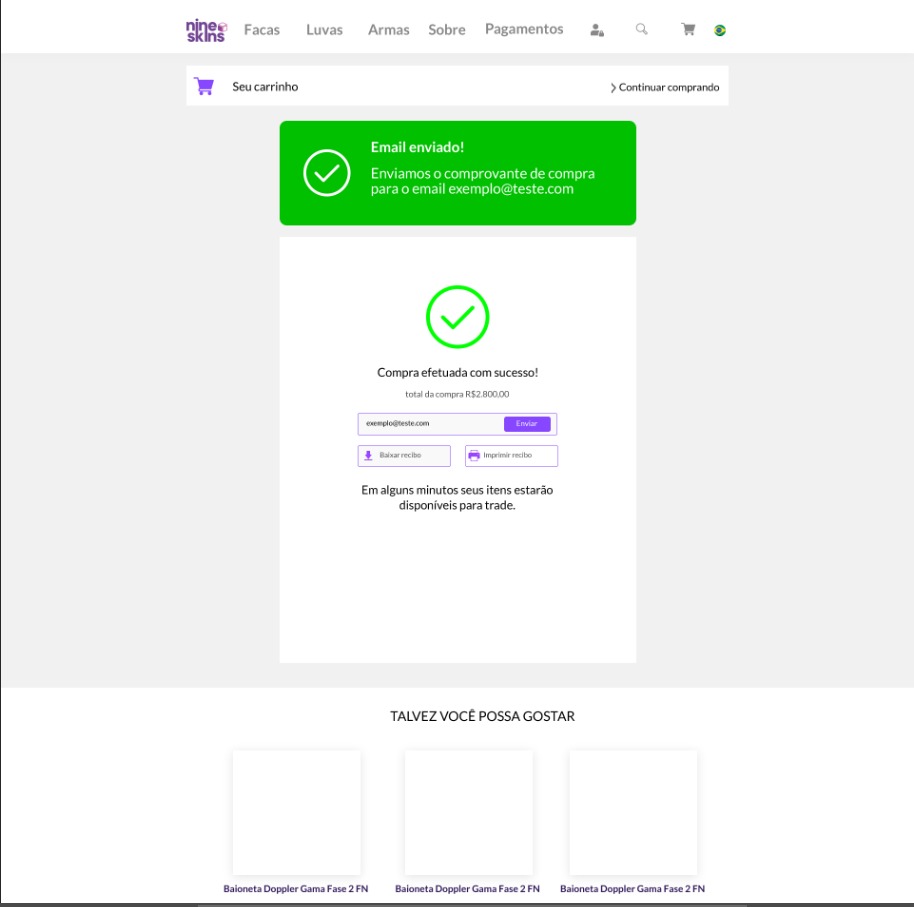 nine skins
Facas Luvas Armas Sobre Pagamentos
Seu carrinho
Continuar comprando
Email enviado!
Enviamos o comprovante de compra
para o email exemplo@teste.com
Compra efetuada com sucesso!
total da compra R$2.800,00
exemplo@teste.com Enviar
Baixar recibo Imprimir recibo
Em alguns minutos seus itens estarão
disponíveis para trade.
TALVEZ VOCÊ POSSA GOSTAR
Baioneta Doppler Gama Fase 2 FN Baioneta Doppler Gama Fase 2 FN Baioneta Doppler Gama Fase 2 FN